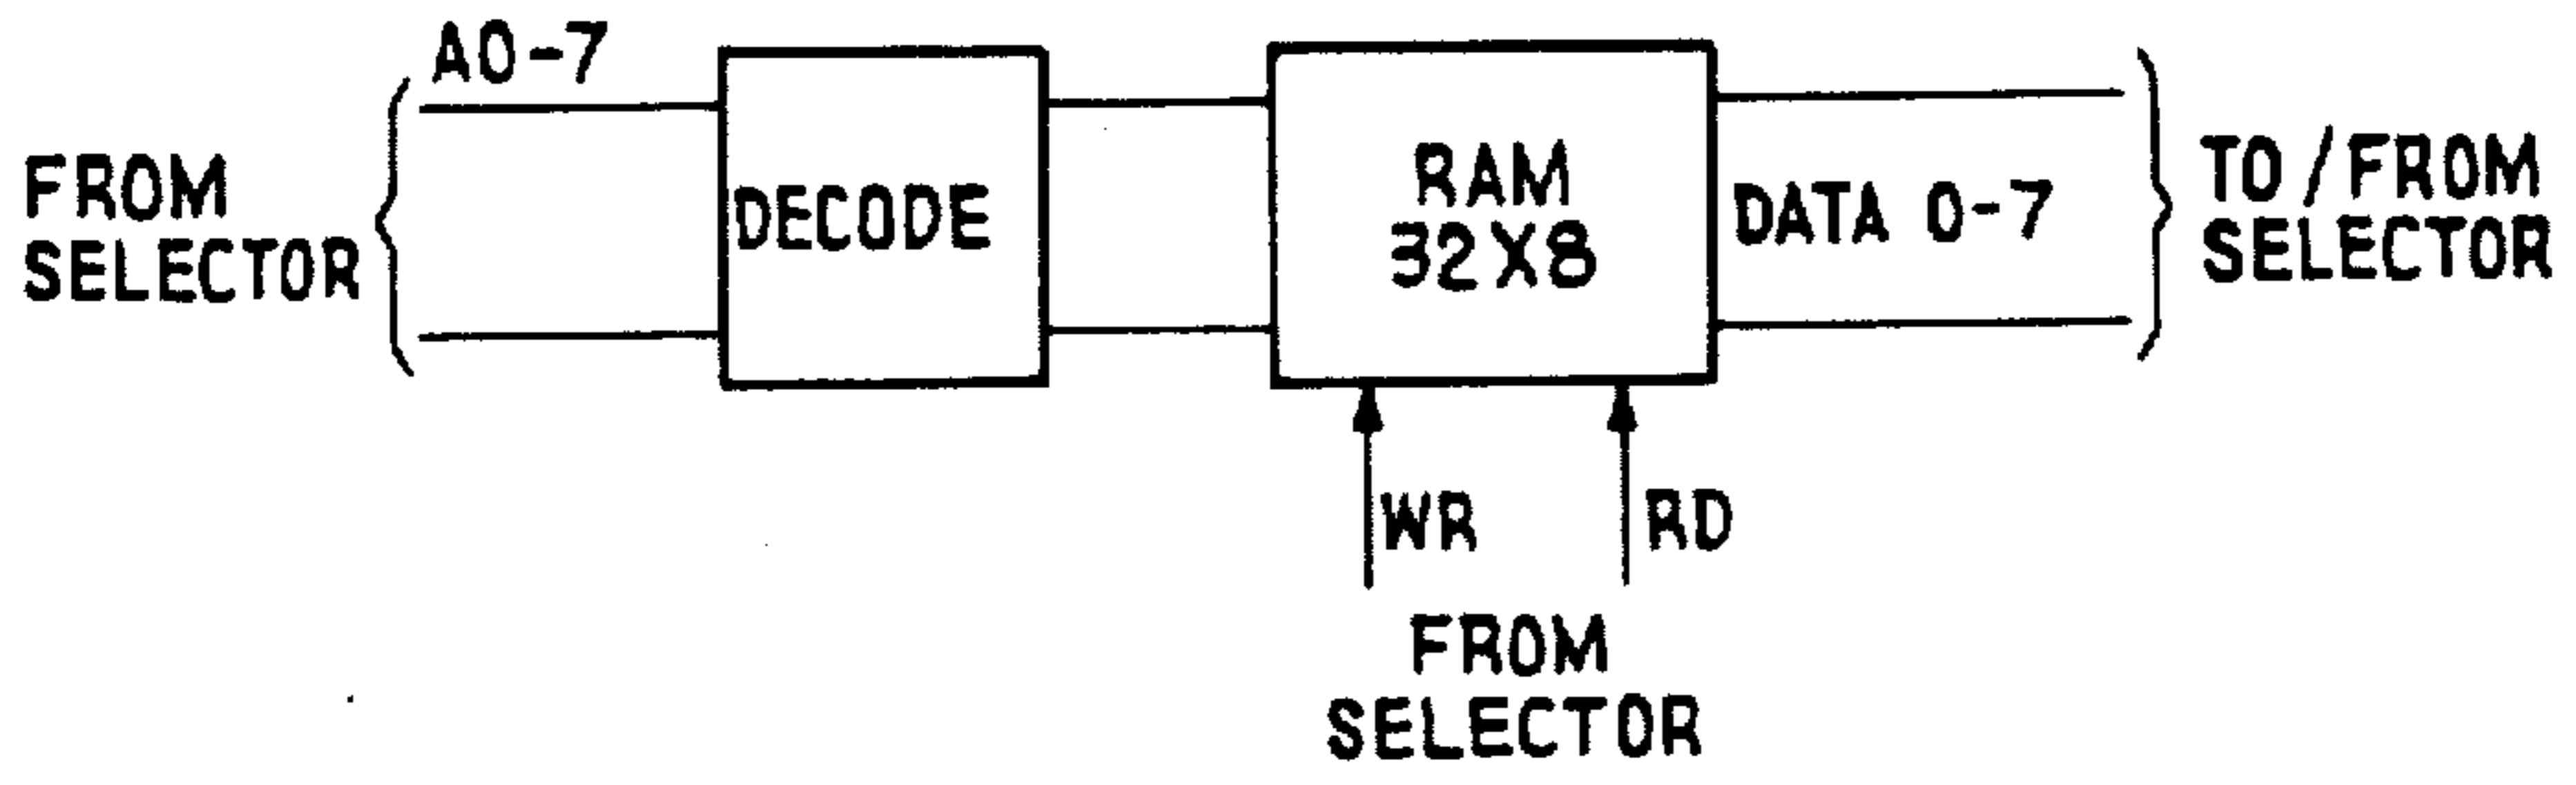 A0-7
FROM
SELECTOR
DECODE
RAM
32X8
DATA 0-7
TO/FROM
SELECTOR
WR
RD
FROM
SELECTOR